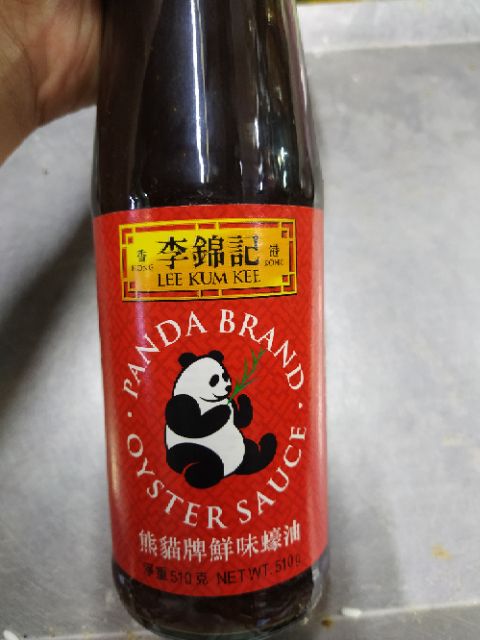 香 李錦記 港
HONG KONG
LEE KUM KEE
PANDA BRAND
OYSTER SAUCE
熊貓牌鮮味蠔油
淨重510克 NET WT. 510g